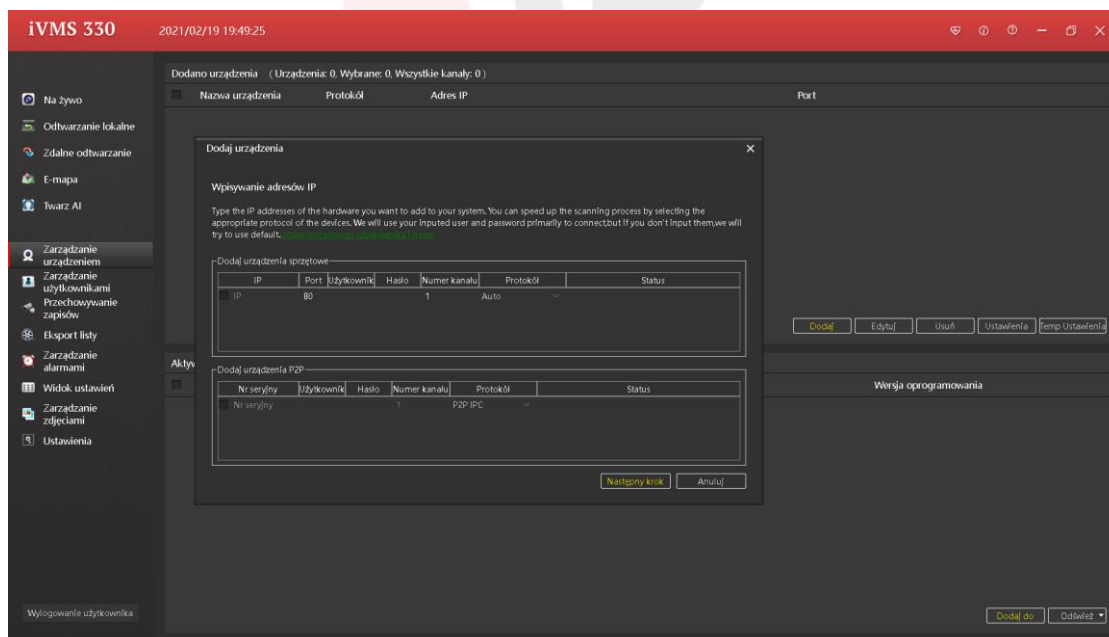 iVMS 330
2021/02/19 19:49:25
Dodano urządzenia ( Urządzenia: 0, Wybrane: 0, Wszystkie kanały: 0 )
Nazwa urządzenia Protokół Adres IP Port
Na żywo
Odtwarzanie lokalne
Zdalne odtwarzanie
E-mapa
Twarz AI
Zarządzanie
urządzeniem
Zarządzanie
użytkownikami
Przechowywanie
zapisów
Eksport listy
Zarządzanie
alarmami
Widok ustawień
Zarządzanie
zdjęciami
Ustawienia
Wylogowanie użytkownika
Dodaj urządzenia
Wpisywanie adresów IP
Type the IP addresses of the hardware you want to add to your system. You can speed up the scanning process by selecting the
appropriate protocol of the devices. We will use your inputed user and password primarily to connect,but if you don't input them,we will
try to use default.
Dodaj urządzenia sprzętowe
IP Port Użytkownik Hasło Numer kanału Protokół Status
IP 80 1 Auto
Dodaj urządzenia P2P
Nr seryjny Użytkownik Hasło Numer kanału Protokół Status
Nr seryjny 1 P2P IPC
Następny krok Anuluj
Dodaj Edytuj Usuń Ustawienia Temp Ustawienia
Aktyw
Wersja oprogramowania
Dodaj do Odśwież